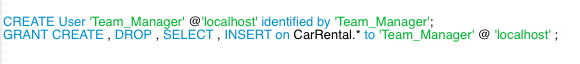 CREATE User 'Team_Manager' @'localhost' identified by 'Team_Manager';
GRANT CREATE , DROP , SELECT , INSERT on CarRental.* to 'Team_Manager' @ 'localhost' ;